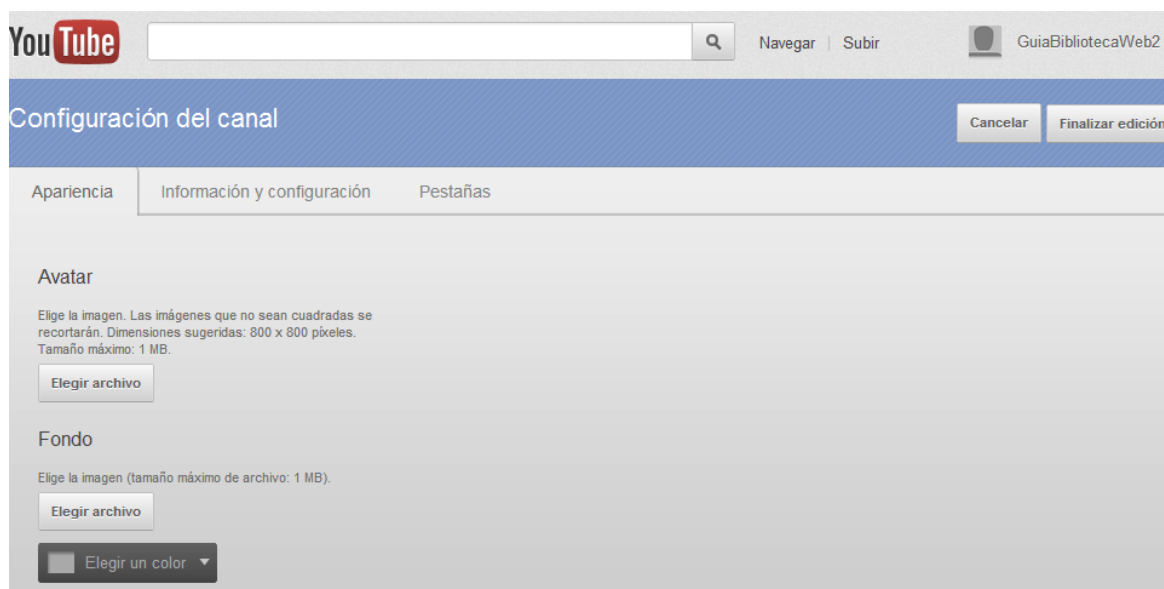 YouTube
Navegar | Subir
GuiaBibliotecaWeb2
Configuración del canal
Cancelar
Finalizar edición
Apariencia
Información y configuración
Pestañas
Avatar
Elige la imagen. Las imágenes que no sean cuadradas se
recortarán. Dimensiones sugeridas: 800 x 800 píxeles.
Tamaño máximo: 1 MB.
Elegir archivo
Fondo
Elige la imagen (tamaño máximo de archivo: 1 MB).
Elegir archivo
Elegir un color